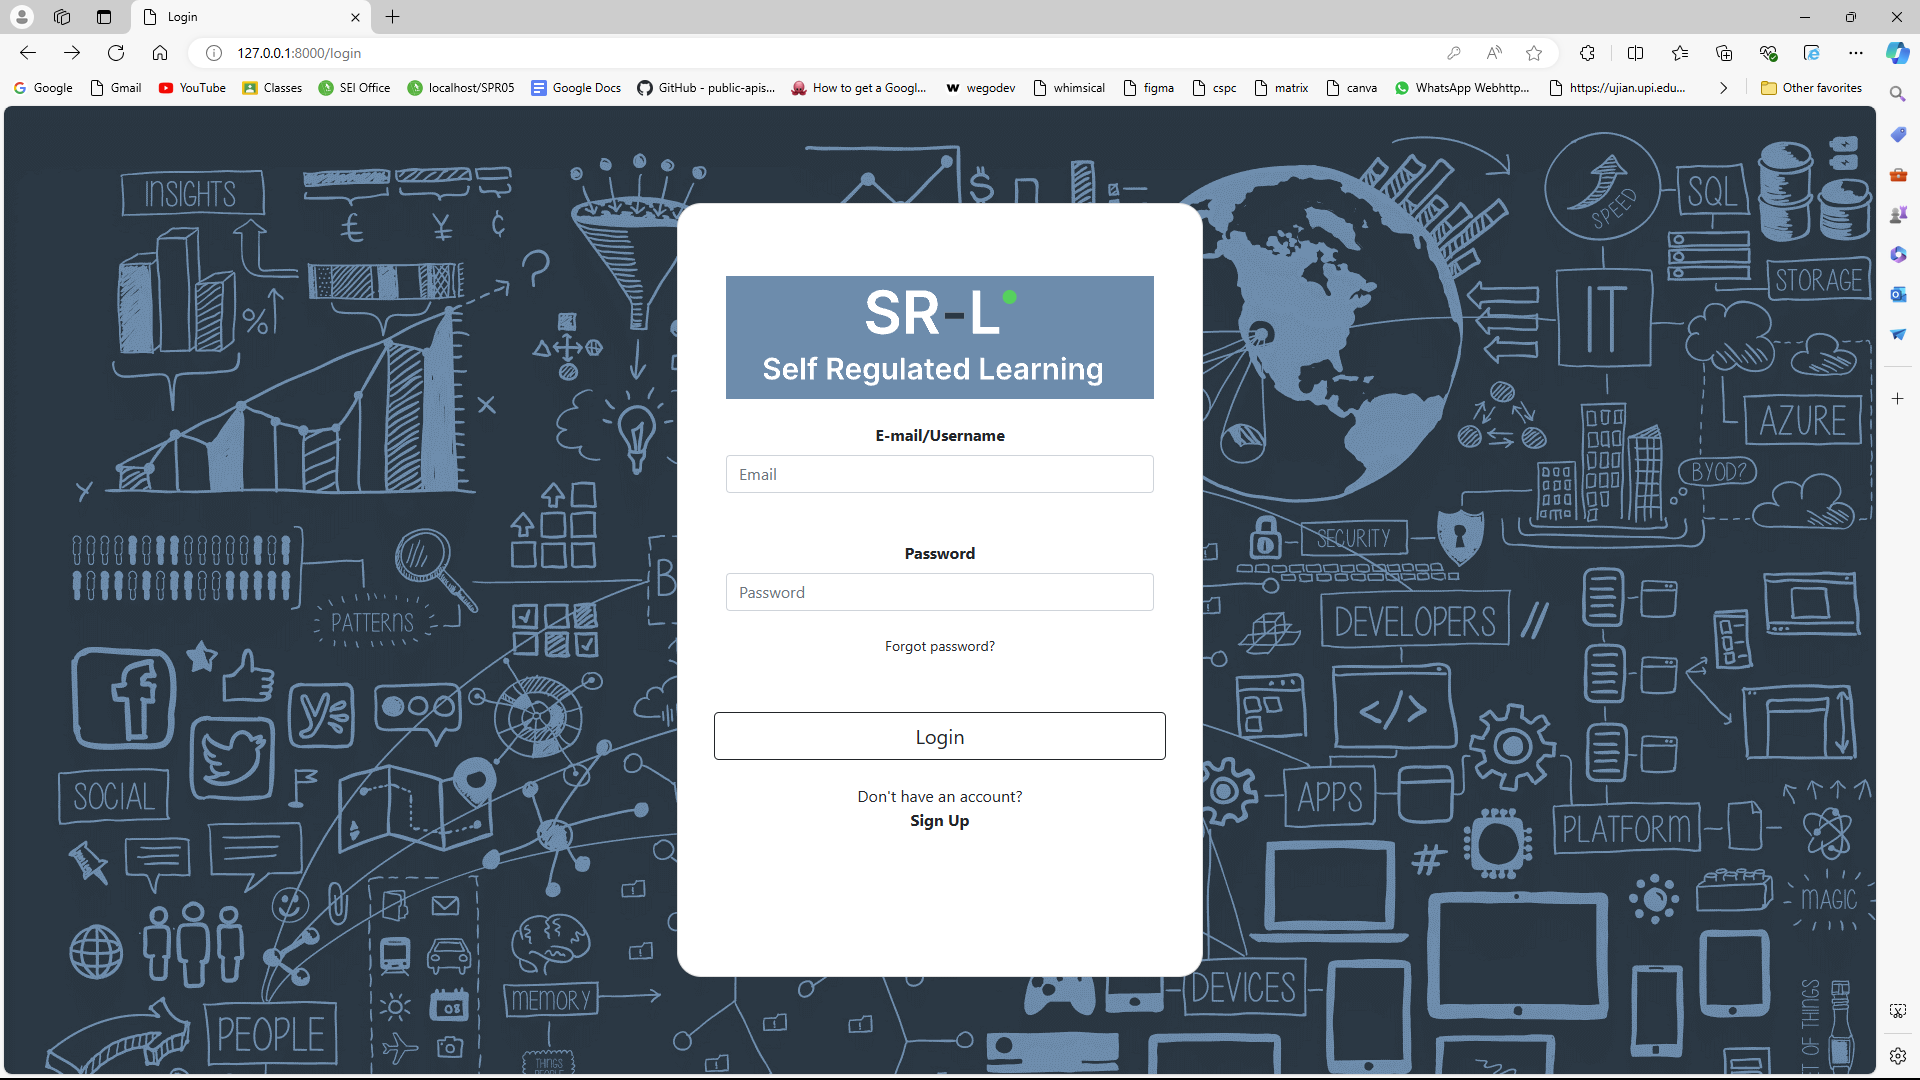 Login
127.0.0.1:8000/login
Google
Gmail
YouTube
Classes
SEI Office
localhost/SPR05
Google Docs
GitHub - public-apis...
How to get a Googl...
wegodev
whimsical
figma
cspc
matrix
canva
WhatsApp Webhttp...
https://ujian.upi.edu...
Other favorites
INSIGHTS
SPEED
SQL
STORAGE
IT
AZURE
BYOD?
SECURITY
PATTERNS
DEVELOPERS
SOCIAL
APPS
PLATFORM
MAGIC
MEMORY
DEVICES
PEOPLE
THINGS
SR-L
Self Regulated Learning
E-mail/Username
Email
Password
Password
Forgot password?
Login
Don't have an account?
Sign Up